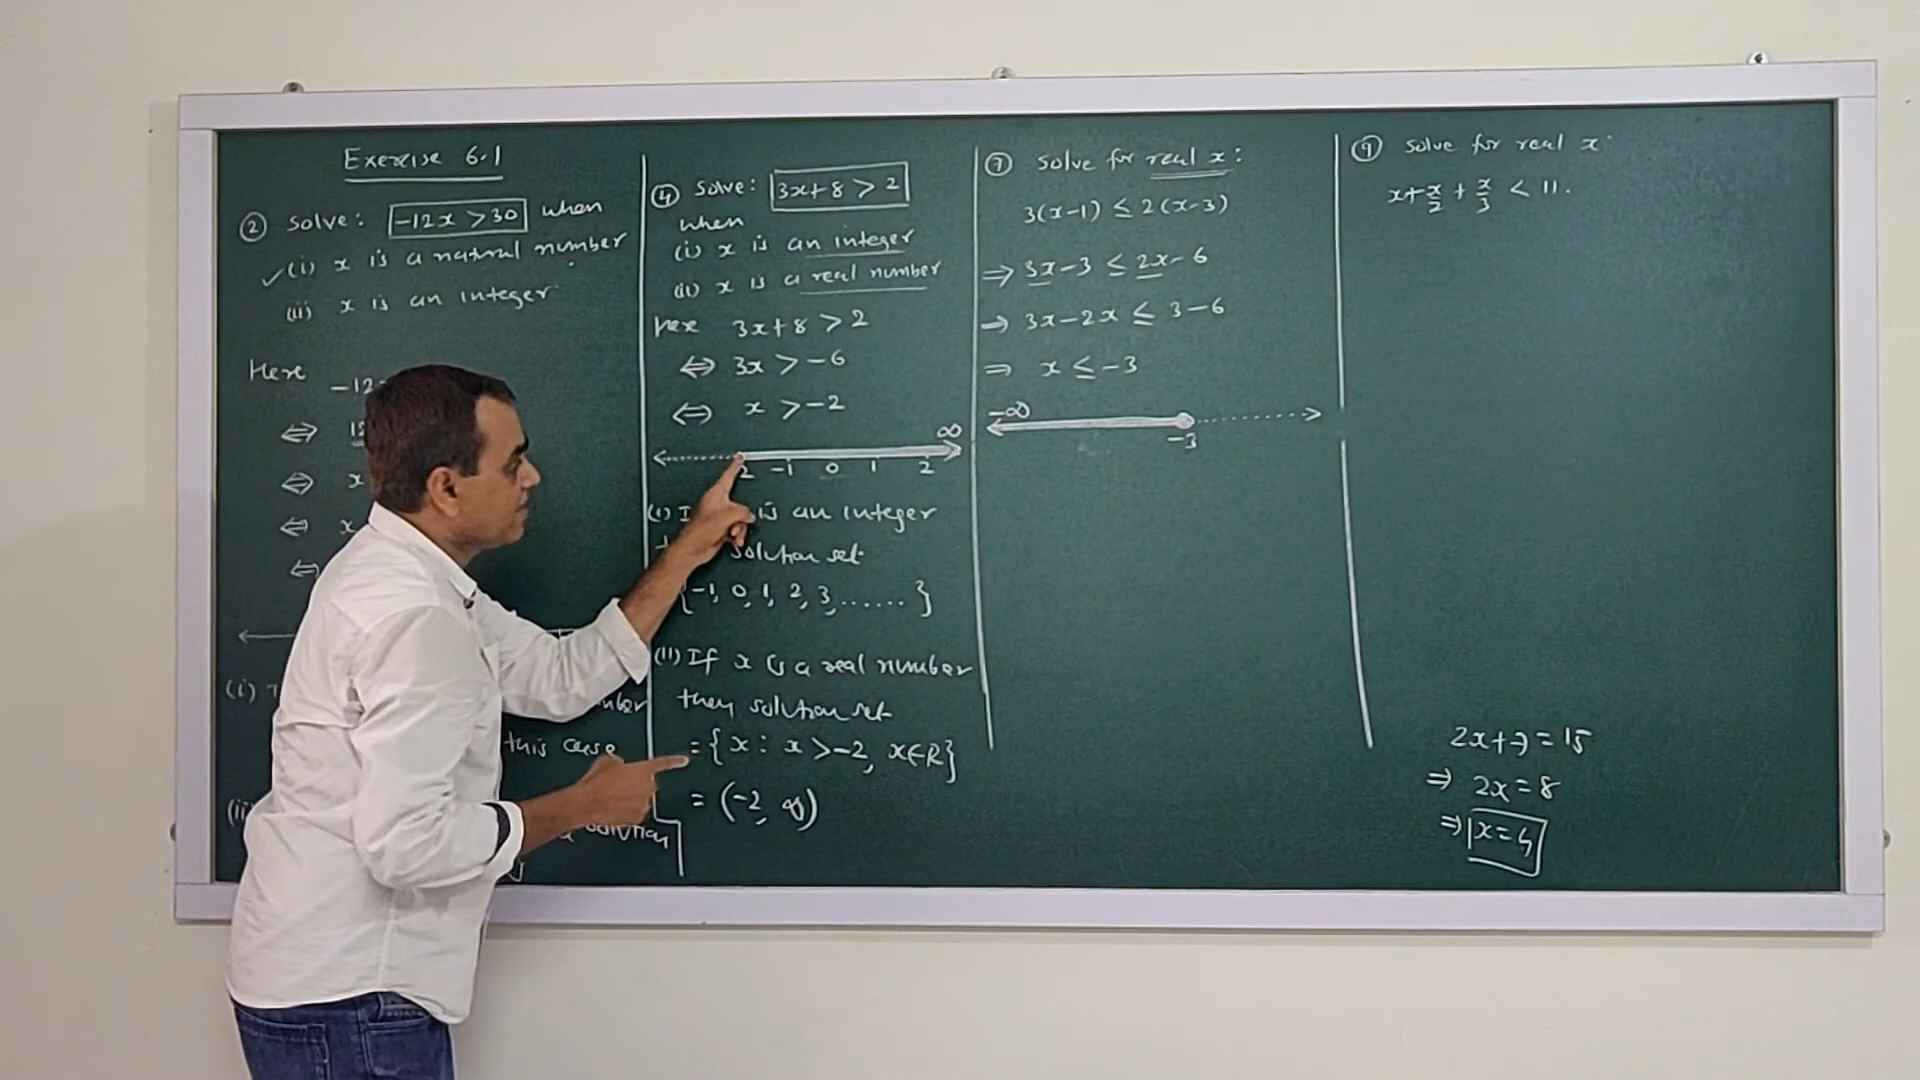 Exercise 6.1
② Solve: -12x > 30 when
✓(i) x is a natural number
(ii) x is an integer
Here -12
⇔ 12
⇔ x
⇔ x
⇔
(i) T
this case
(ii)
solution
④ Solve: 3x+8 > 2
when
(i) x is an integer
(ii) x is a real number
Here 3x+8 > 2
⇔ 3x > -6
⇔ x > -2
∞
2 -1 0 1 2
(i) I is an integer
solution set
{-1, 0, 1, 2, 3, ......}
(ii) If x is a real number
then solution set
= {x : x > -2, x∈R}
= (-2, ∞)
⑦ Solve for real x:
3(x-1) ≤ 2(x-3)
⇒ 3x-3 ≤ 2x-6
⇒ 3x-2x ≤ 3-6
⇒ x ≤ -3
-∞
-3
⑨ Solve for real x
x+x/2 + x/3 < 11.
2x+7=15
⇒ 2x=8
⇒ x=4